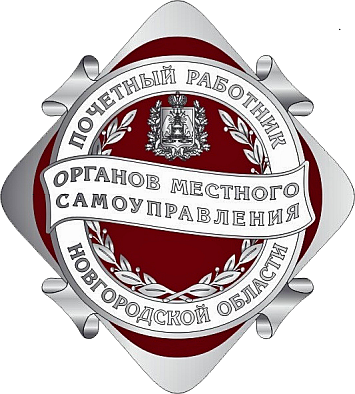 ПОЧЕТНЫЙ РАБОТНИК
ОРГАНОВ МЕСТНОГО
САМОУПРАВЛЕНИЯ
НОВГОРОДСКОЙ ОБЛАСТИ